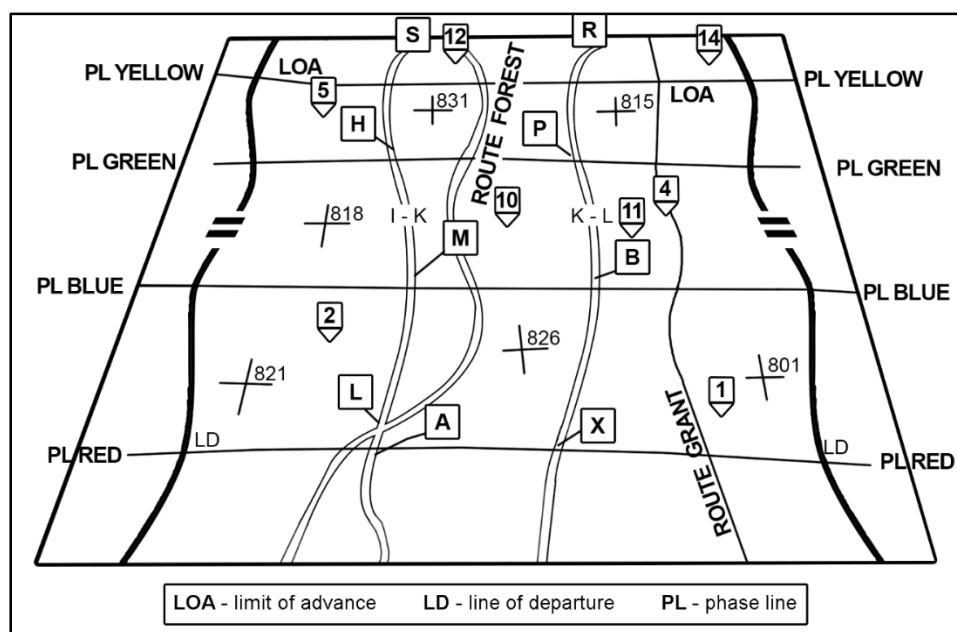 S
12
R
14
PL YELLOW
LOA
5
831
ROUTE FOREST
815
LOA
PL YELLOW
H
P
PL GREEN
PL GREEN
818
I - K
10
K - L
11
4
M
B
PL BLUE
PL BLUE
2
826
821
801
1
L
A
X
ROUTE GRANT
PL RED
LD
LD
PL RED
LOA - limit of advance LD - line of departure PL - phase line